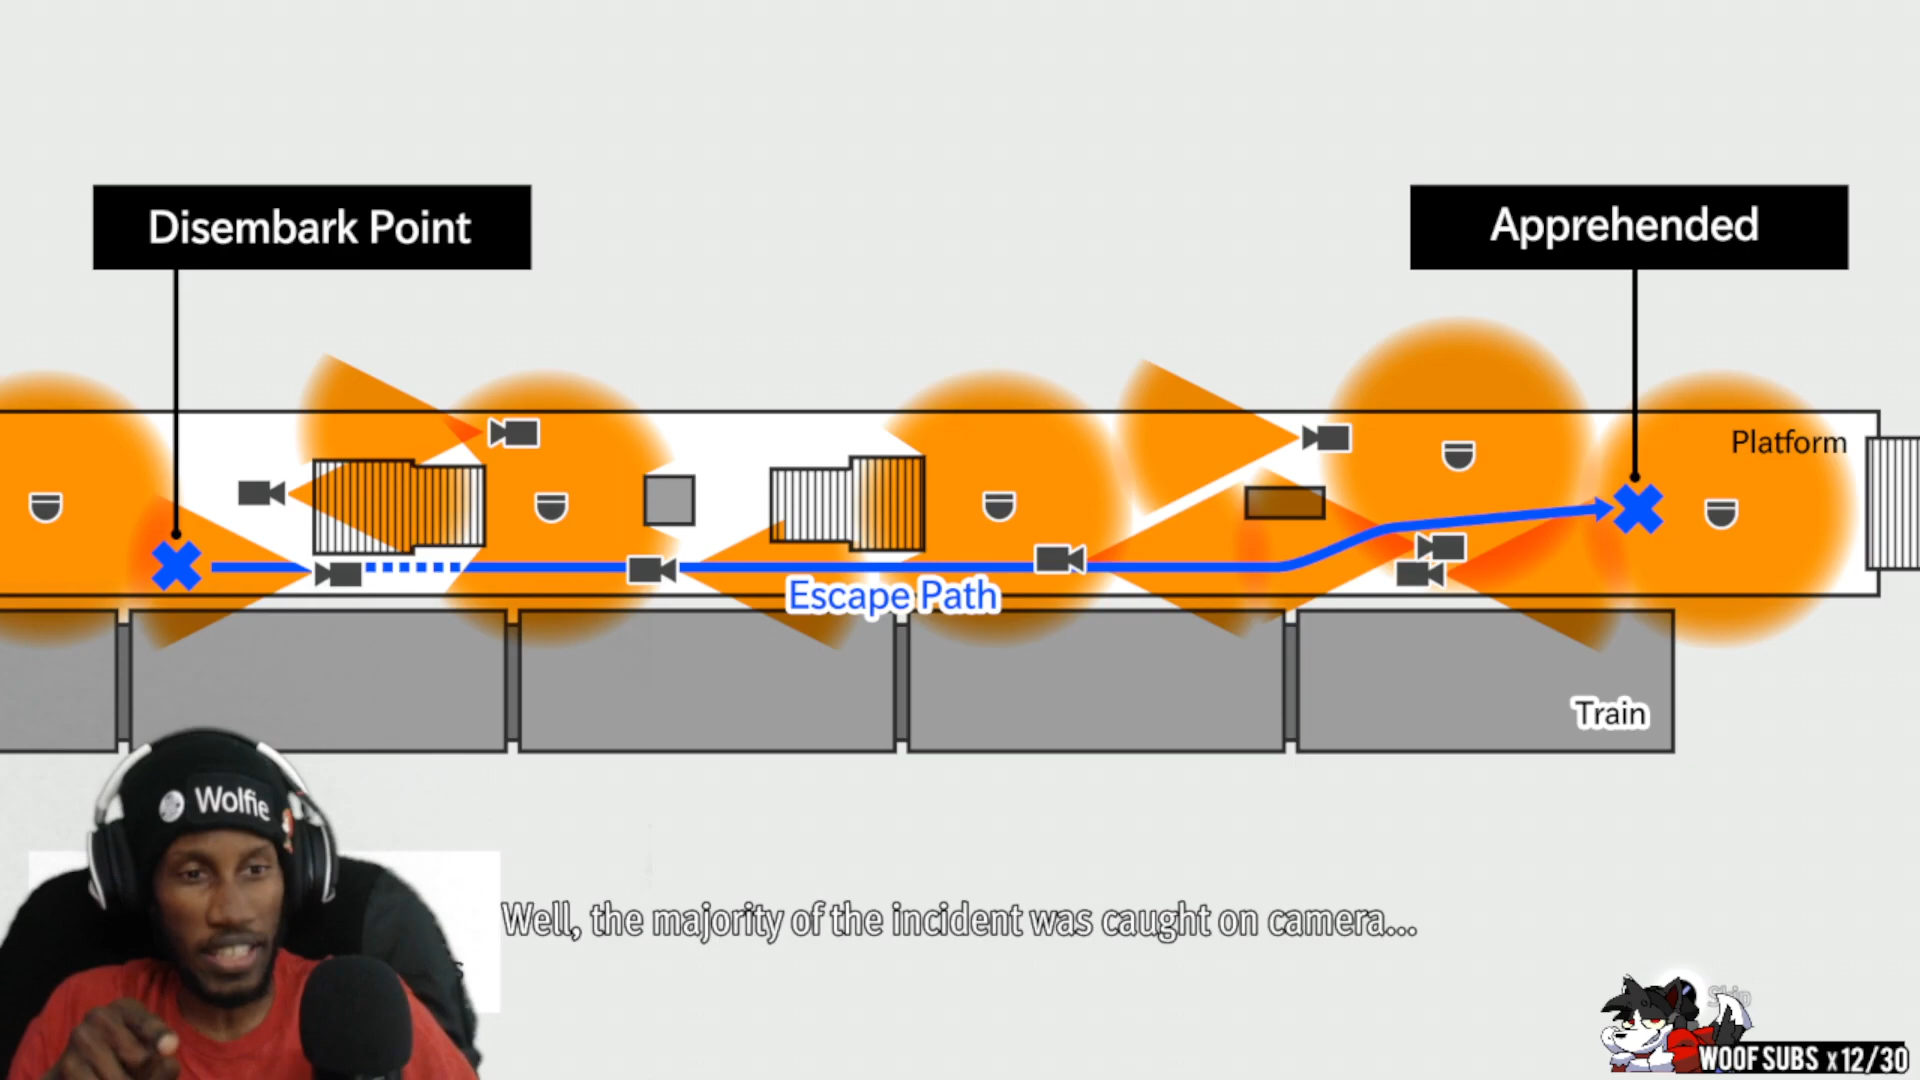 Disembark Point
Apprehended
Platform
Escape Path
Train
Wolfie
Well, the majority of the incident was caught on camera...
Skip
WOOF SUBS x12/30